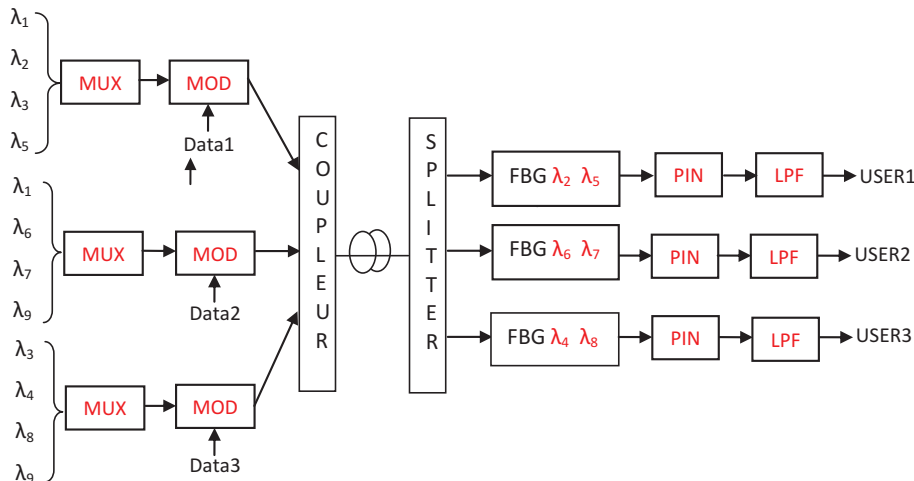 λ1
λ2
λ3
λ5
MUX
MOD
Data1
λ1
λ6
λ7
λ9
MUX
MOD
Data2
λ3
λ4
λ8
λ9
MUX
MOD
Data3
COUPLEUR
SPLITTER
FBG λ2 λ5
PIN
LPF
USER1
FBG λ6 λ7
PIN
LPF
USER2
FBG λ4 λ8
PIN
LPF
USER3